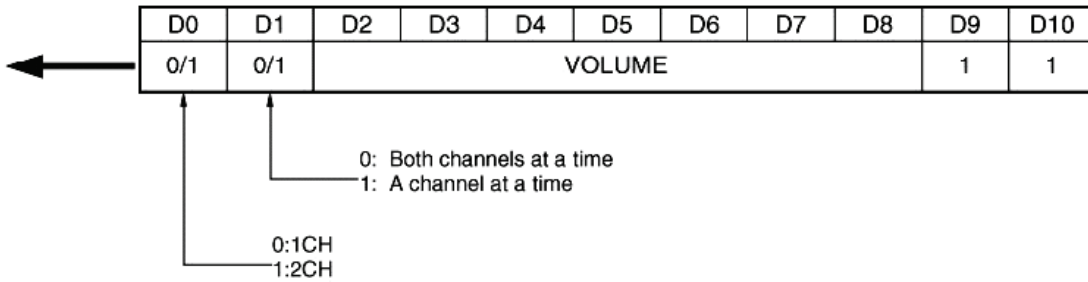 D0 D1 D2 D3 D4 D5 D6 D7 D8 D9 D10
0/1 0/1 VOLUME 1 1
0: Both channels at a time
1: A channel at a time
0:1CH
1:2CH